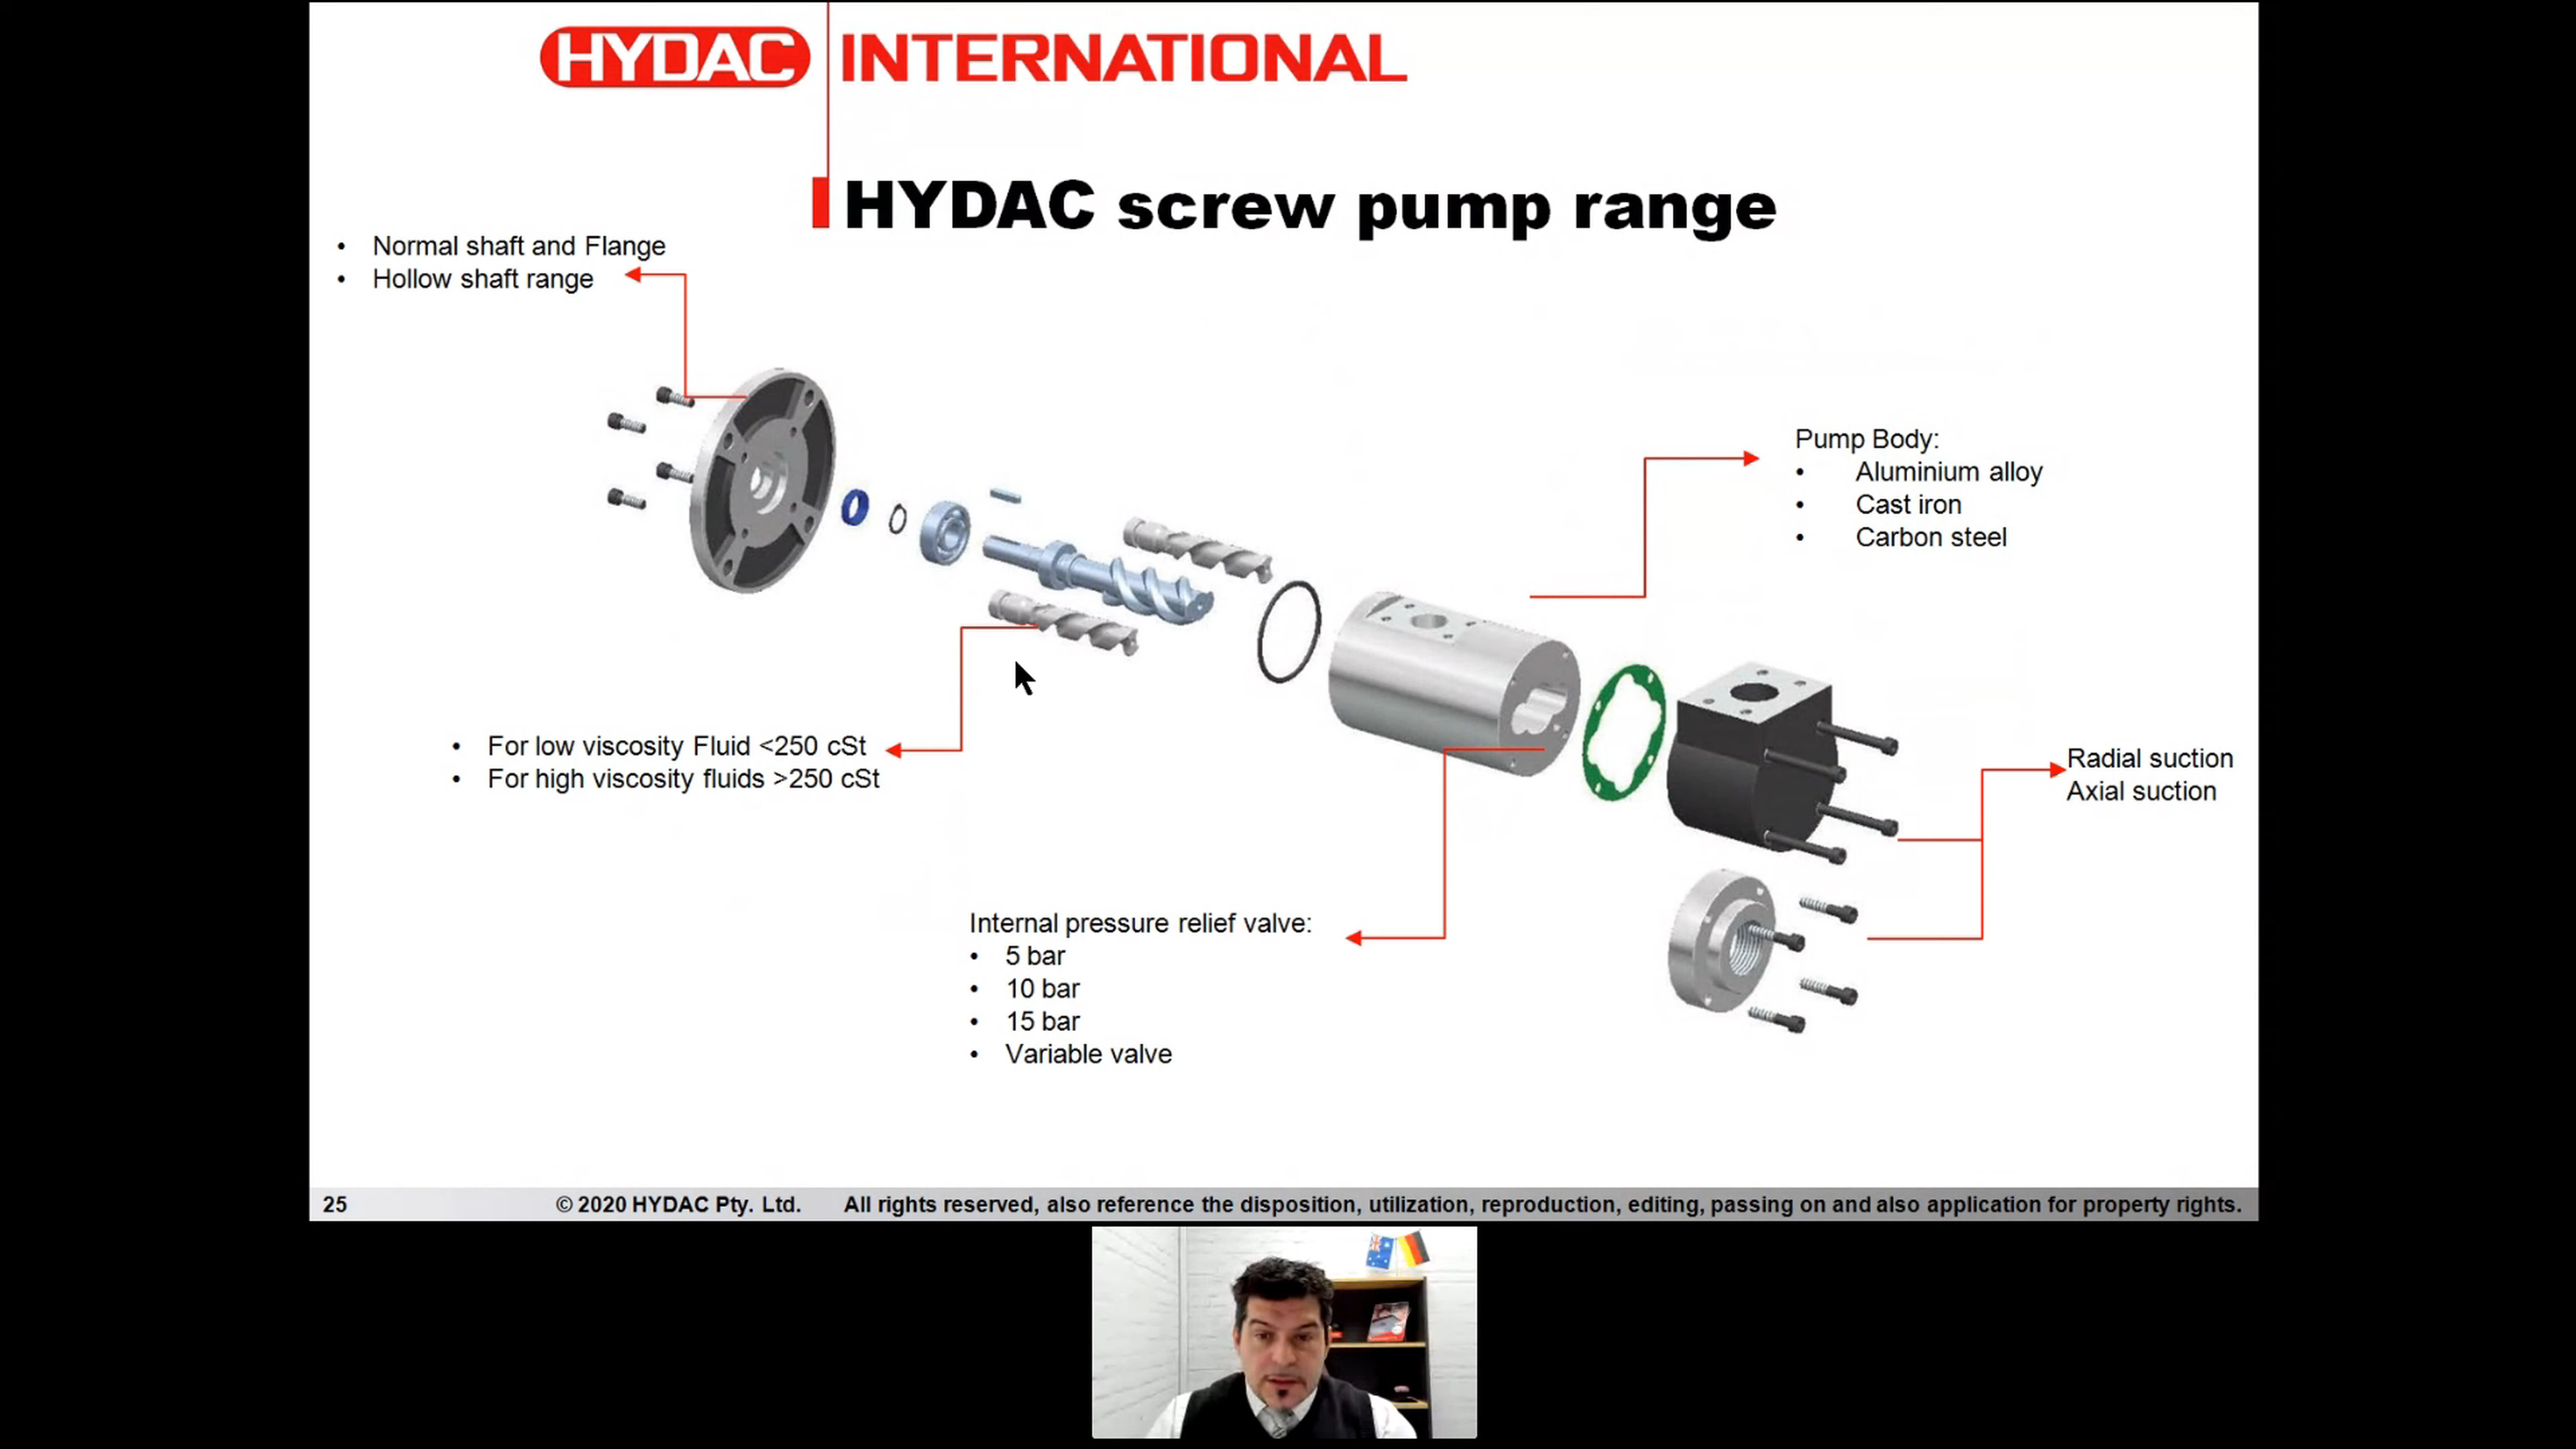 HYDAC INTERNATIONAL
HYDAC screw pump range
• Normal shaft and Flange
• Hollow shaft range
Pump Body:
• Aluminium alloy
• Cast iron
• Carbon steel
• For low viscosity Fluid <250 cSt
• For high viscosity fluids >250 cSt
Radial suction
Axial suction
Internal pressure relief valve:
• 5 bar
• 10 bar
• 15 bar
• Variable valve
25 © 2020 HYDAC Pty. Ltd. All rights reserved, also reference the disposition, utilization, reproduction, editing, passing on and also application for property rights.